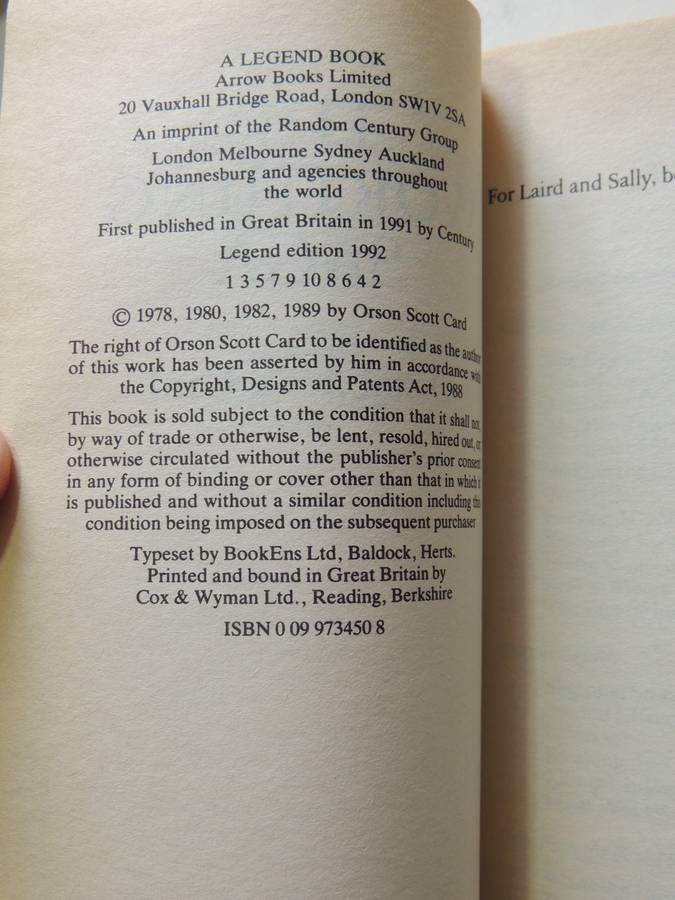 A LEGEND BOOK
Arrow Books Limited
20 Vauxhall Bridge Road, London SW1V 2SA
An imprint of the Random Century Group
London Melbourne Sydney Auckland
Johannesburg and agencies throughout
the world
First published in Great Britain in 1991 by Century
Legend edition 1992
1 3 5 7 9 10 8 6 4 2
© 1978, 1980, 1982, 1989 by Orson Scott Card
The right of Orson Scott Card to be identified as the author
of this work has been asserted by him in accordance with
the Copyright, Designs and Patents Act, 1988
This book is sold subject to the condition that it shall not,
by way of trade or otherwise, be lent, resold, hired out, or
otherwise circulated without the publisher's prior consent
in any form of binding or cover other than that in which it
is published and without a similar condition including this
condition being imposed on the subsequent purchaser
Typeset by BookEns Ltd, Baldock, Herts.
Printed and bound in Great Britain by
Cox & Wyman Ltd., Reading, Berkshire
ISBN 0 09 973450 8
For Laird and Sally,